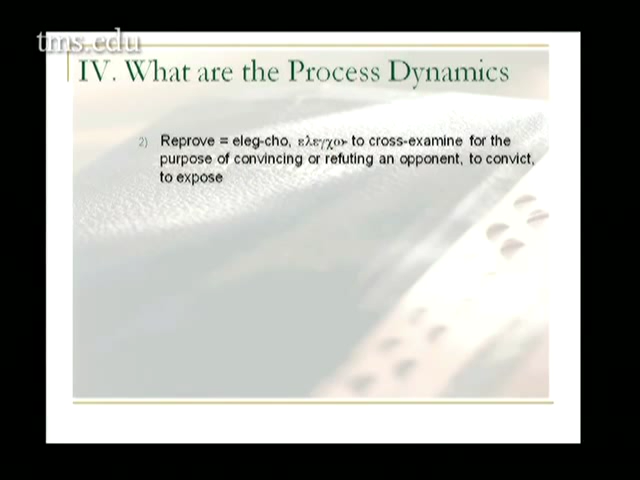 tms.edu
IV. What are the Process Dynamics
2) Reprove = eleg-cho, ελεγχο- to cross-examine for the
purpose of convincing or refuting an opponent, to convict,
to expose